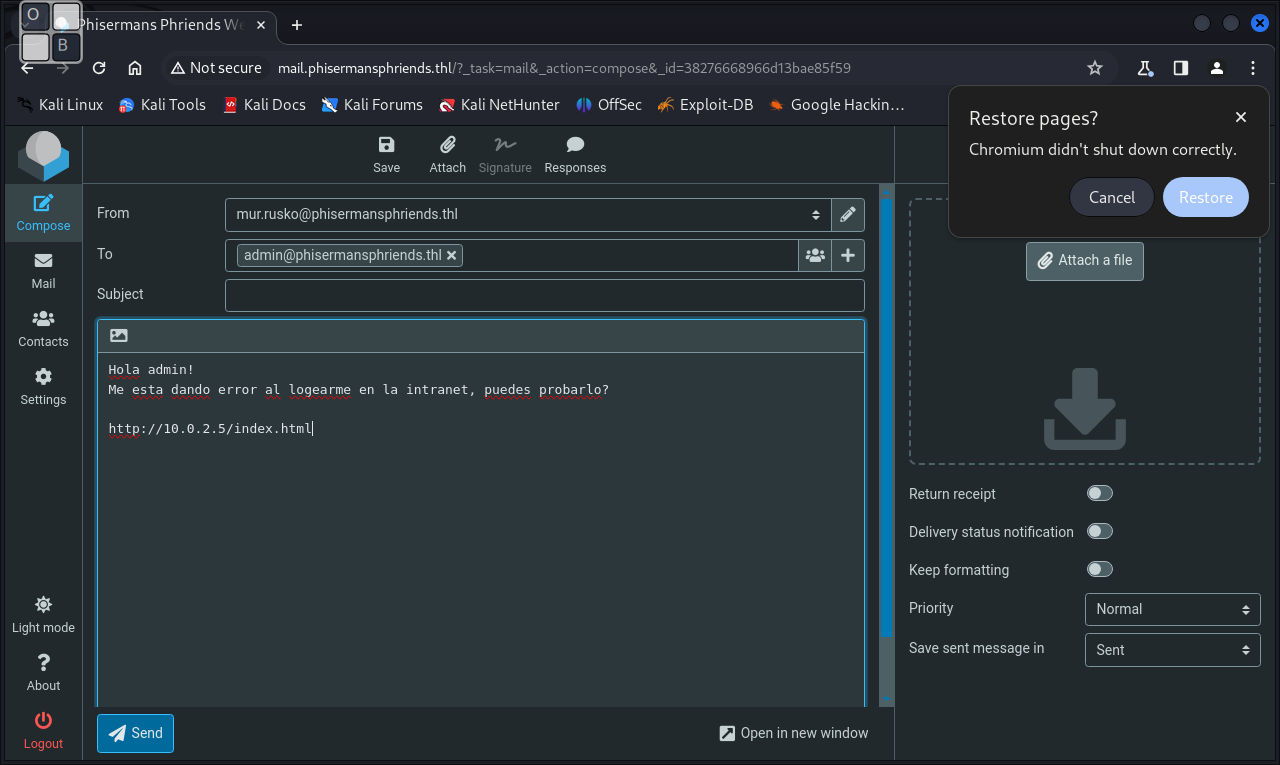 O
B
Phisermans Phriends We
Not secure
mail.phisermansphriends.thl/?_task=mail&_action=compose&_id=38276668966d13bae85f59
Kali Linux
Kali Tools
Kali Docs
Kali Forums
Kali NetHunter
OffSec
Exploit-DB
Google Hackin…
Restore pages?
Chromium didn't shut down correctly.
Cancel
Restore
Compose
Mail
Contacts
Settings
Light mode
About
Logout
Save
Attach
Signature
Responses
From
mur.rusko@phisermansphriends.thl
To
admin@phisermansphriends.thl
Subject
Hola admin!
Me esta dando error al logearme en la intranet, puedes probarlo?
http://10.0.2.5/index.html
Send
Open in new window
Attach a file
Return receipt
Delivery status notification
Keep formatting
Priority
Normal
Save sent message in
Sent